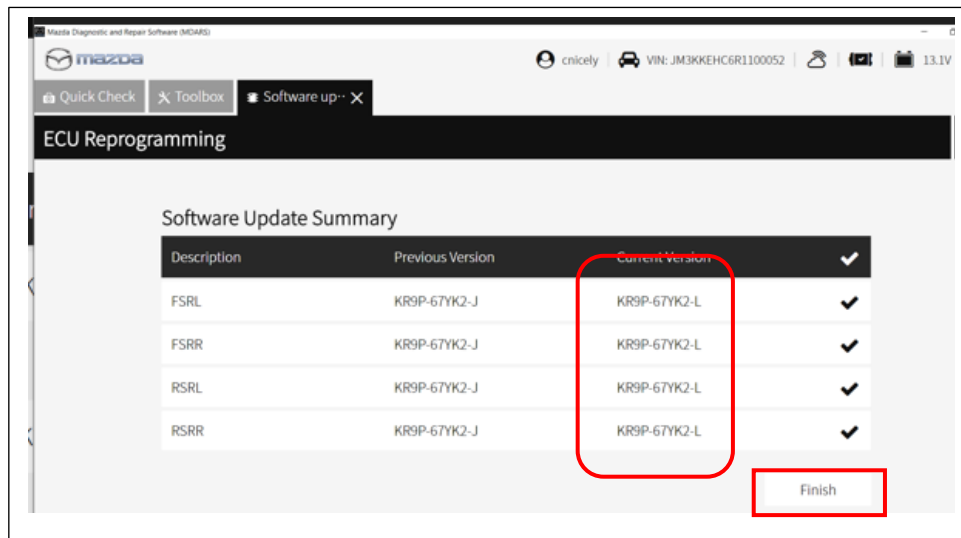 Mazda Diagnostic and Repair Software (MDARS)
mazda cnicely VIN: JM3KKEHC6R1100052 13.1V
Quick Check Toolbox Software up··
ECU Reprogramming
Software Update Summary
Description Previous Version Current Version
FSRL KR9P-67YK2-J KR9P-67YK2-L
FSRR KR9P-67YK2-J KR9P-67YK2-L
RSRL KR9P-67YK2-J KR9P-67YK2-L
RSRR KR9P-67YK2-J KR9P-67YK2-L
Finish